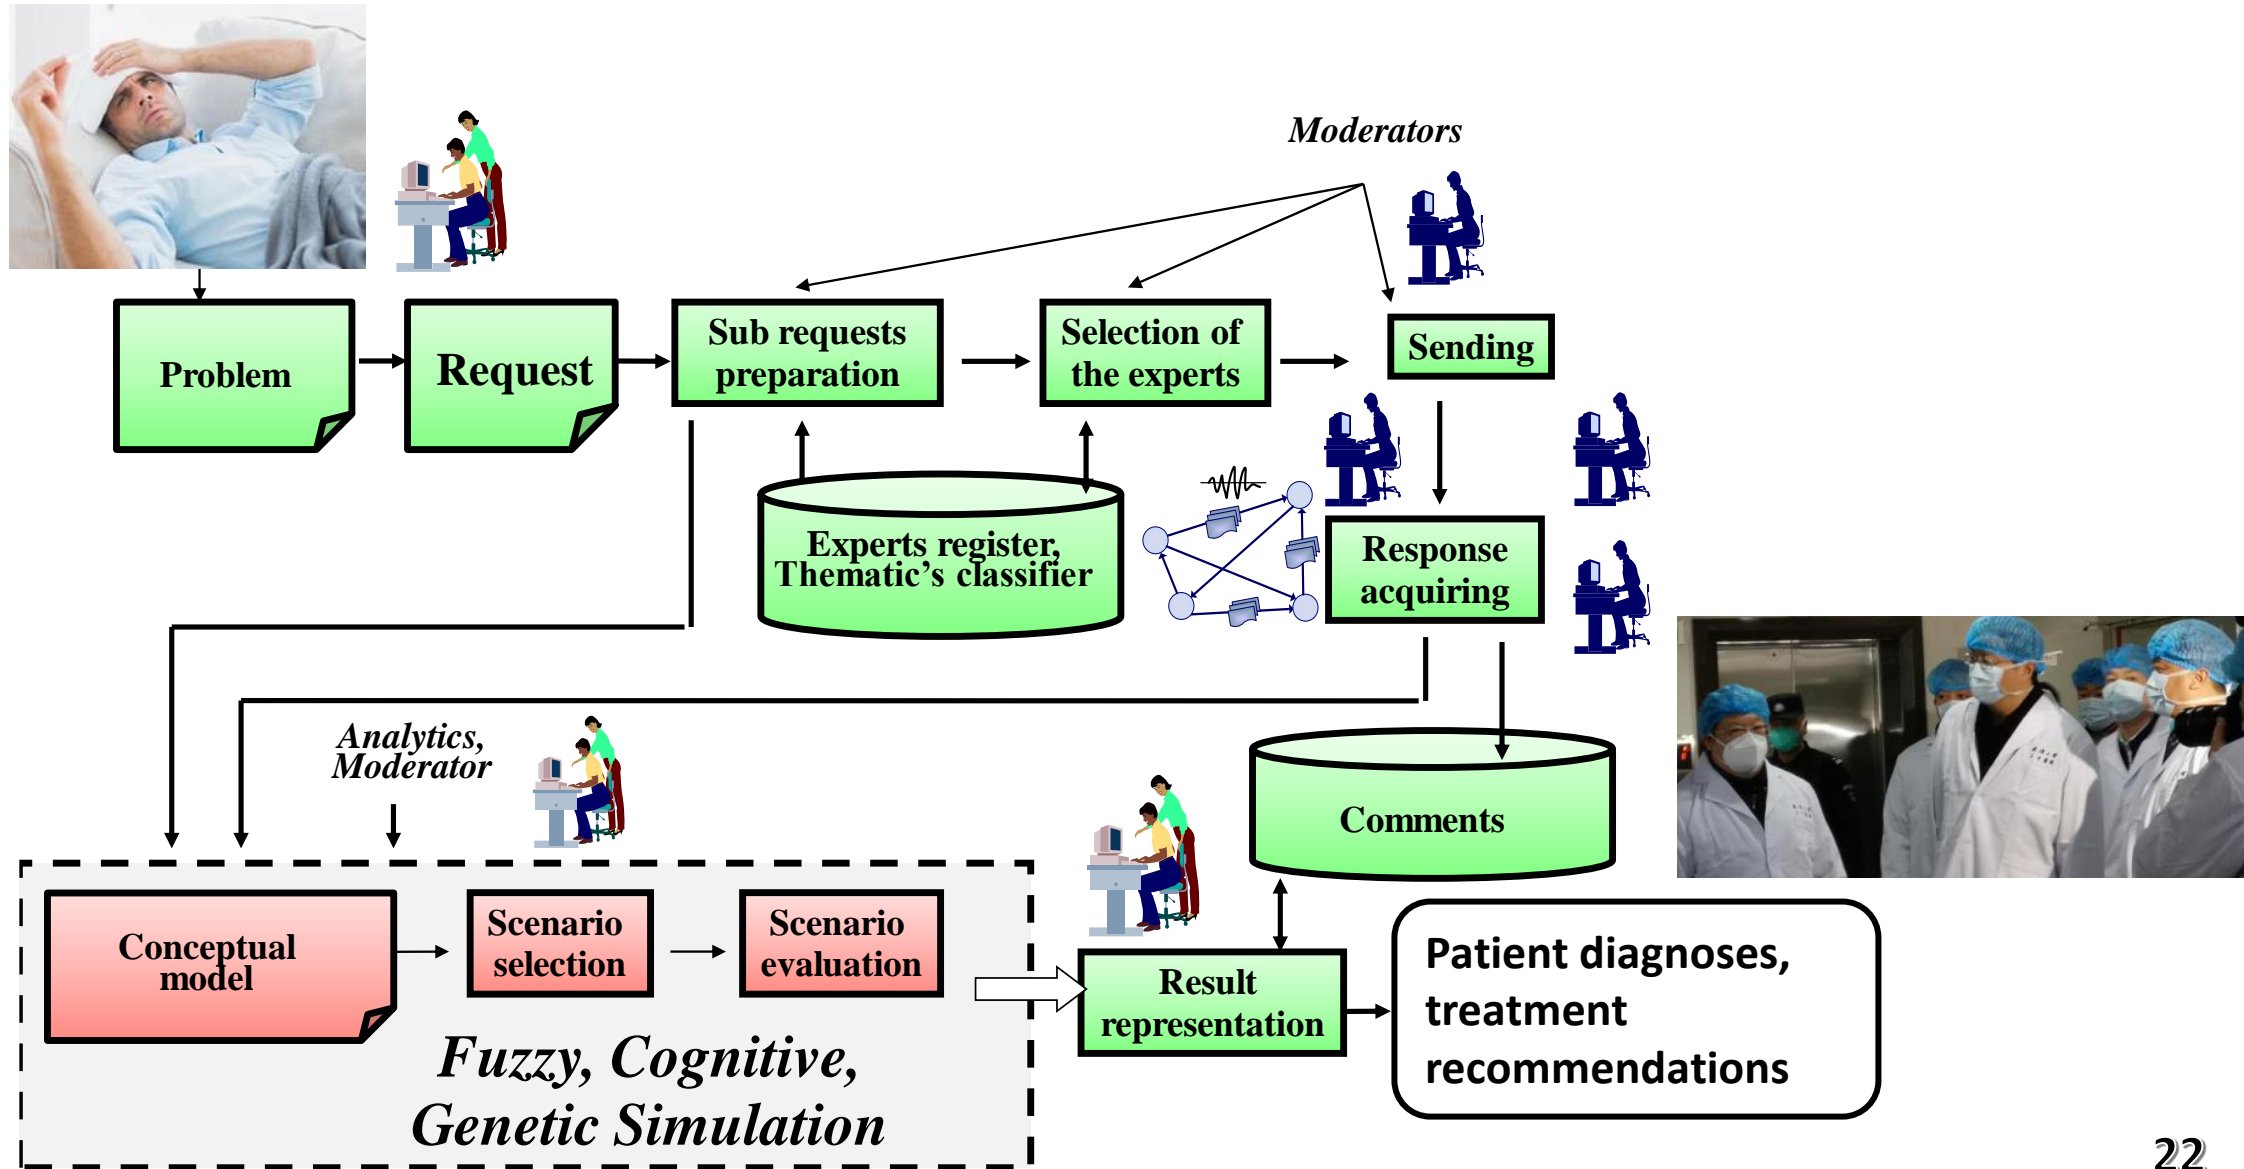 Moderators
Problem
Request
Sub requests
preparation
Selection of
the experts
Sending
Experts register,
Thematic's classifier
Response
acquiring
Analytics,
Moderator
Comments
Conceptual
model
Scenario
selection
Scenario
evaluation
Result
representation
Patient diagnoses,
treatment
recommendations
Fuzzy, Cognitive,
Genetic Simulation
22